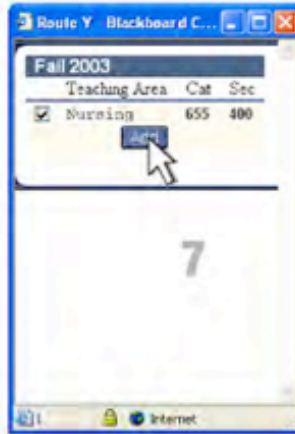 Route Y - Blackboard C...
Fall 2003
Teaching Area Cat Sec
Nursing 655 400
Add
7
Internet